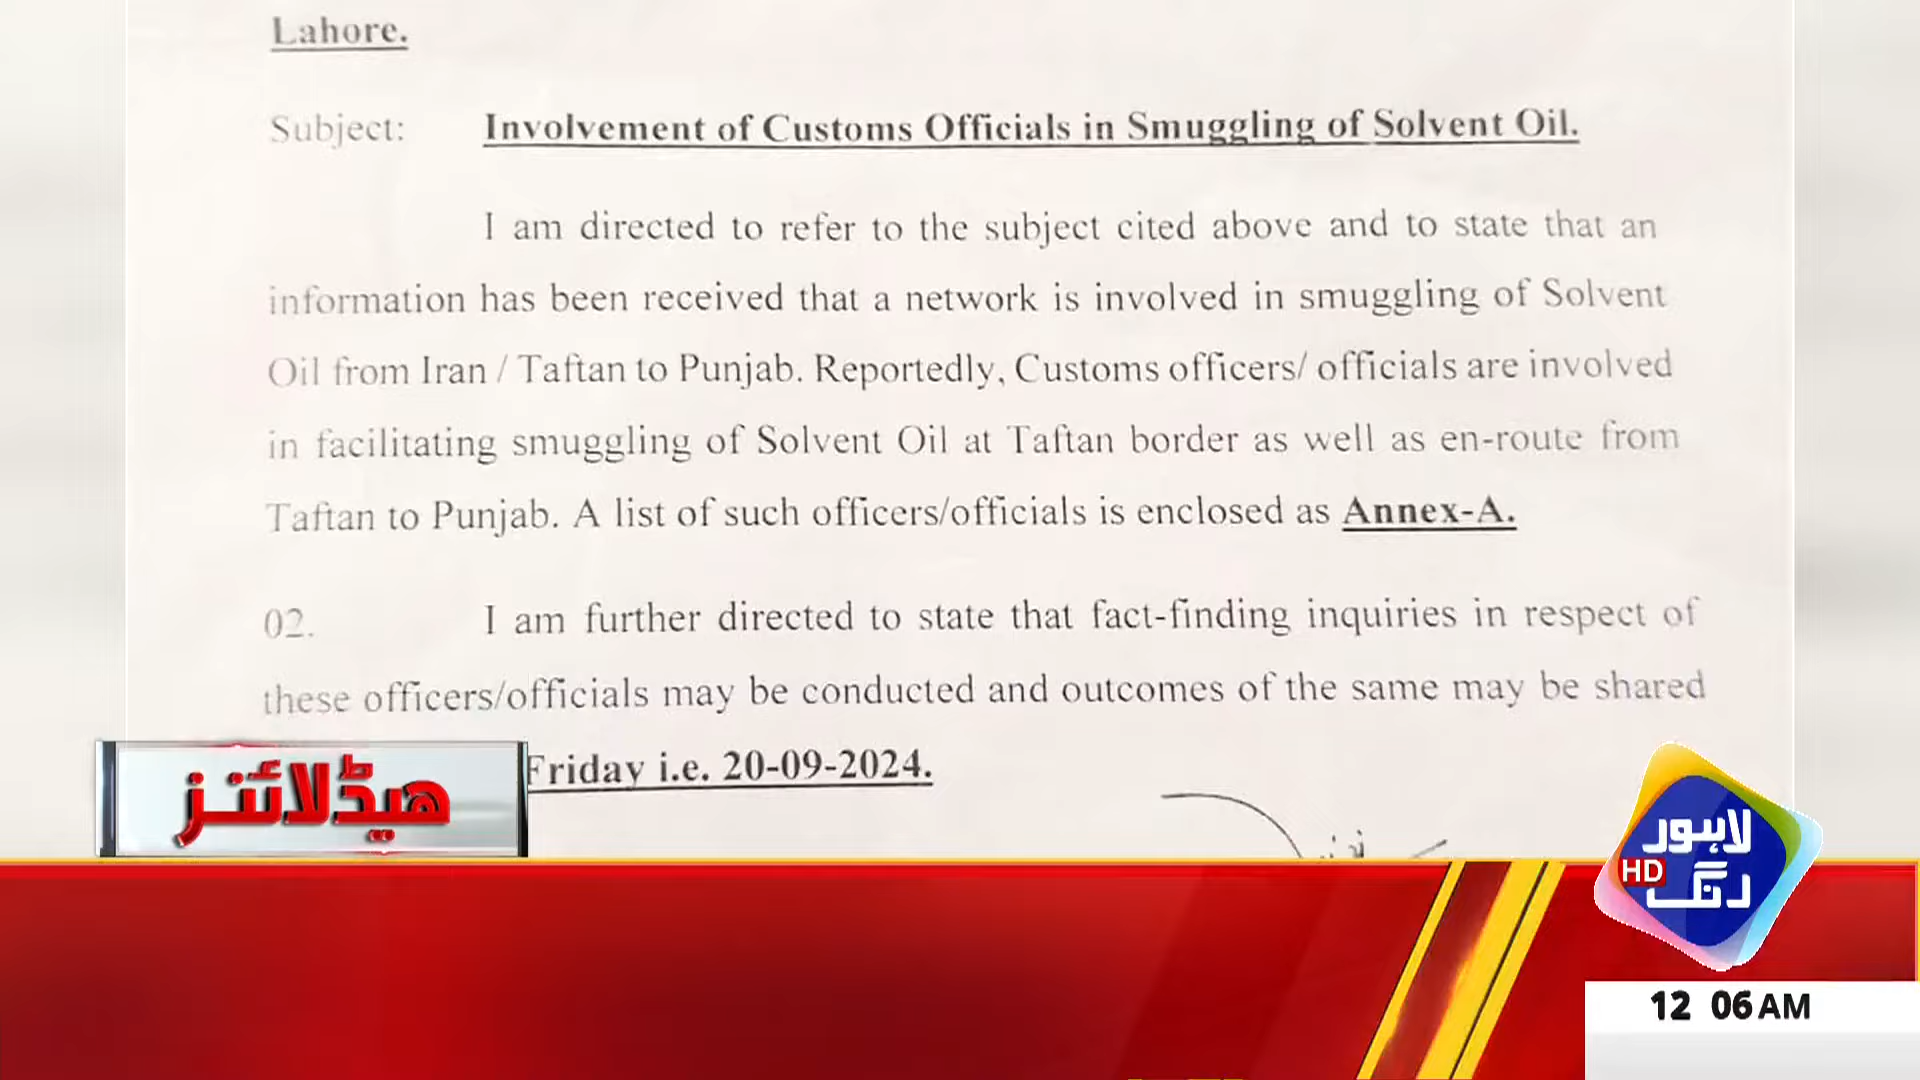 Lahore.
Subject: Involvement of Customs Officials in Smuggling of Solvent Oil.
I am directed to refer to the subject cited above and to state that an
information has been received that a network is involved in smuggling of Solvent
Oil from Iran / Taftan to Punjab. Reportedly, Customs officers/ officials are involved
in facilitating smuggling of Solvent Oil at Taftan border as well as en-route from
Taftan to Punjab. A list of such officers/officials is enclosed as Annex-A.
02. I am further directed to state that fact-finding inquiries in respect of
these officers/officials may be conducted and outcomes of the same may be shared
Friday i.e. 20-09-2024.
ہیڈلائنز
لاہور
رنگ
HD
12 06 AM